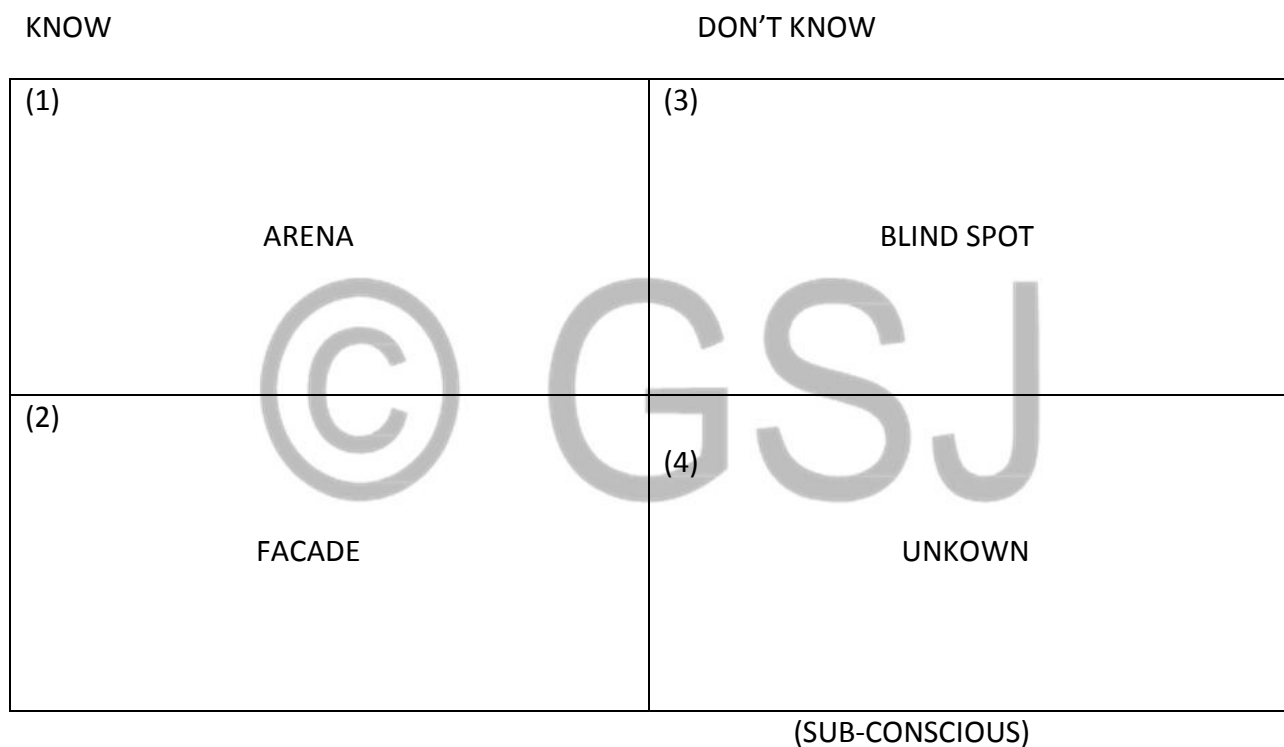 KNOW DON’T KNOW
(1) (3)
ARENA BLIND SPOT
© GSJ
(2)
(4)
FACADE UNKOWN
(SUB-CONSCIOUS)